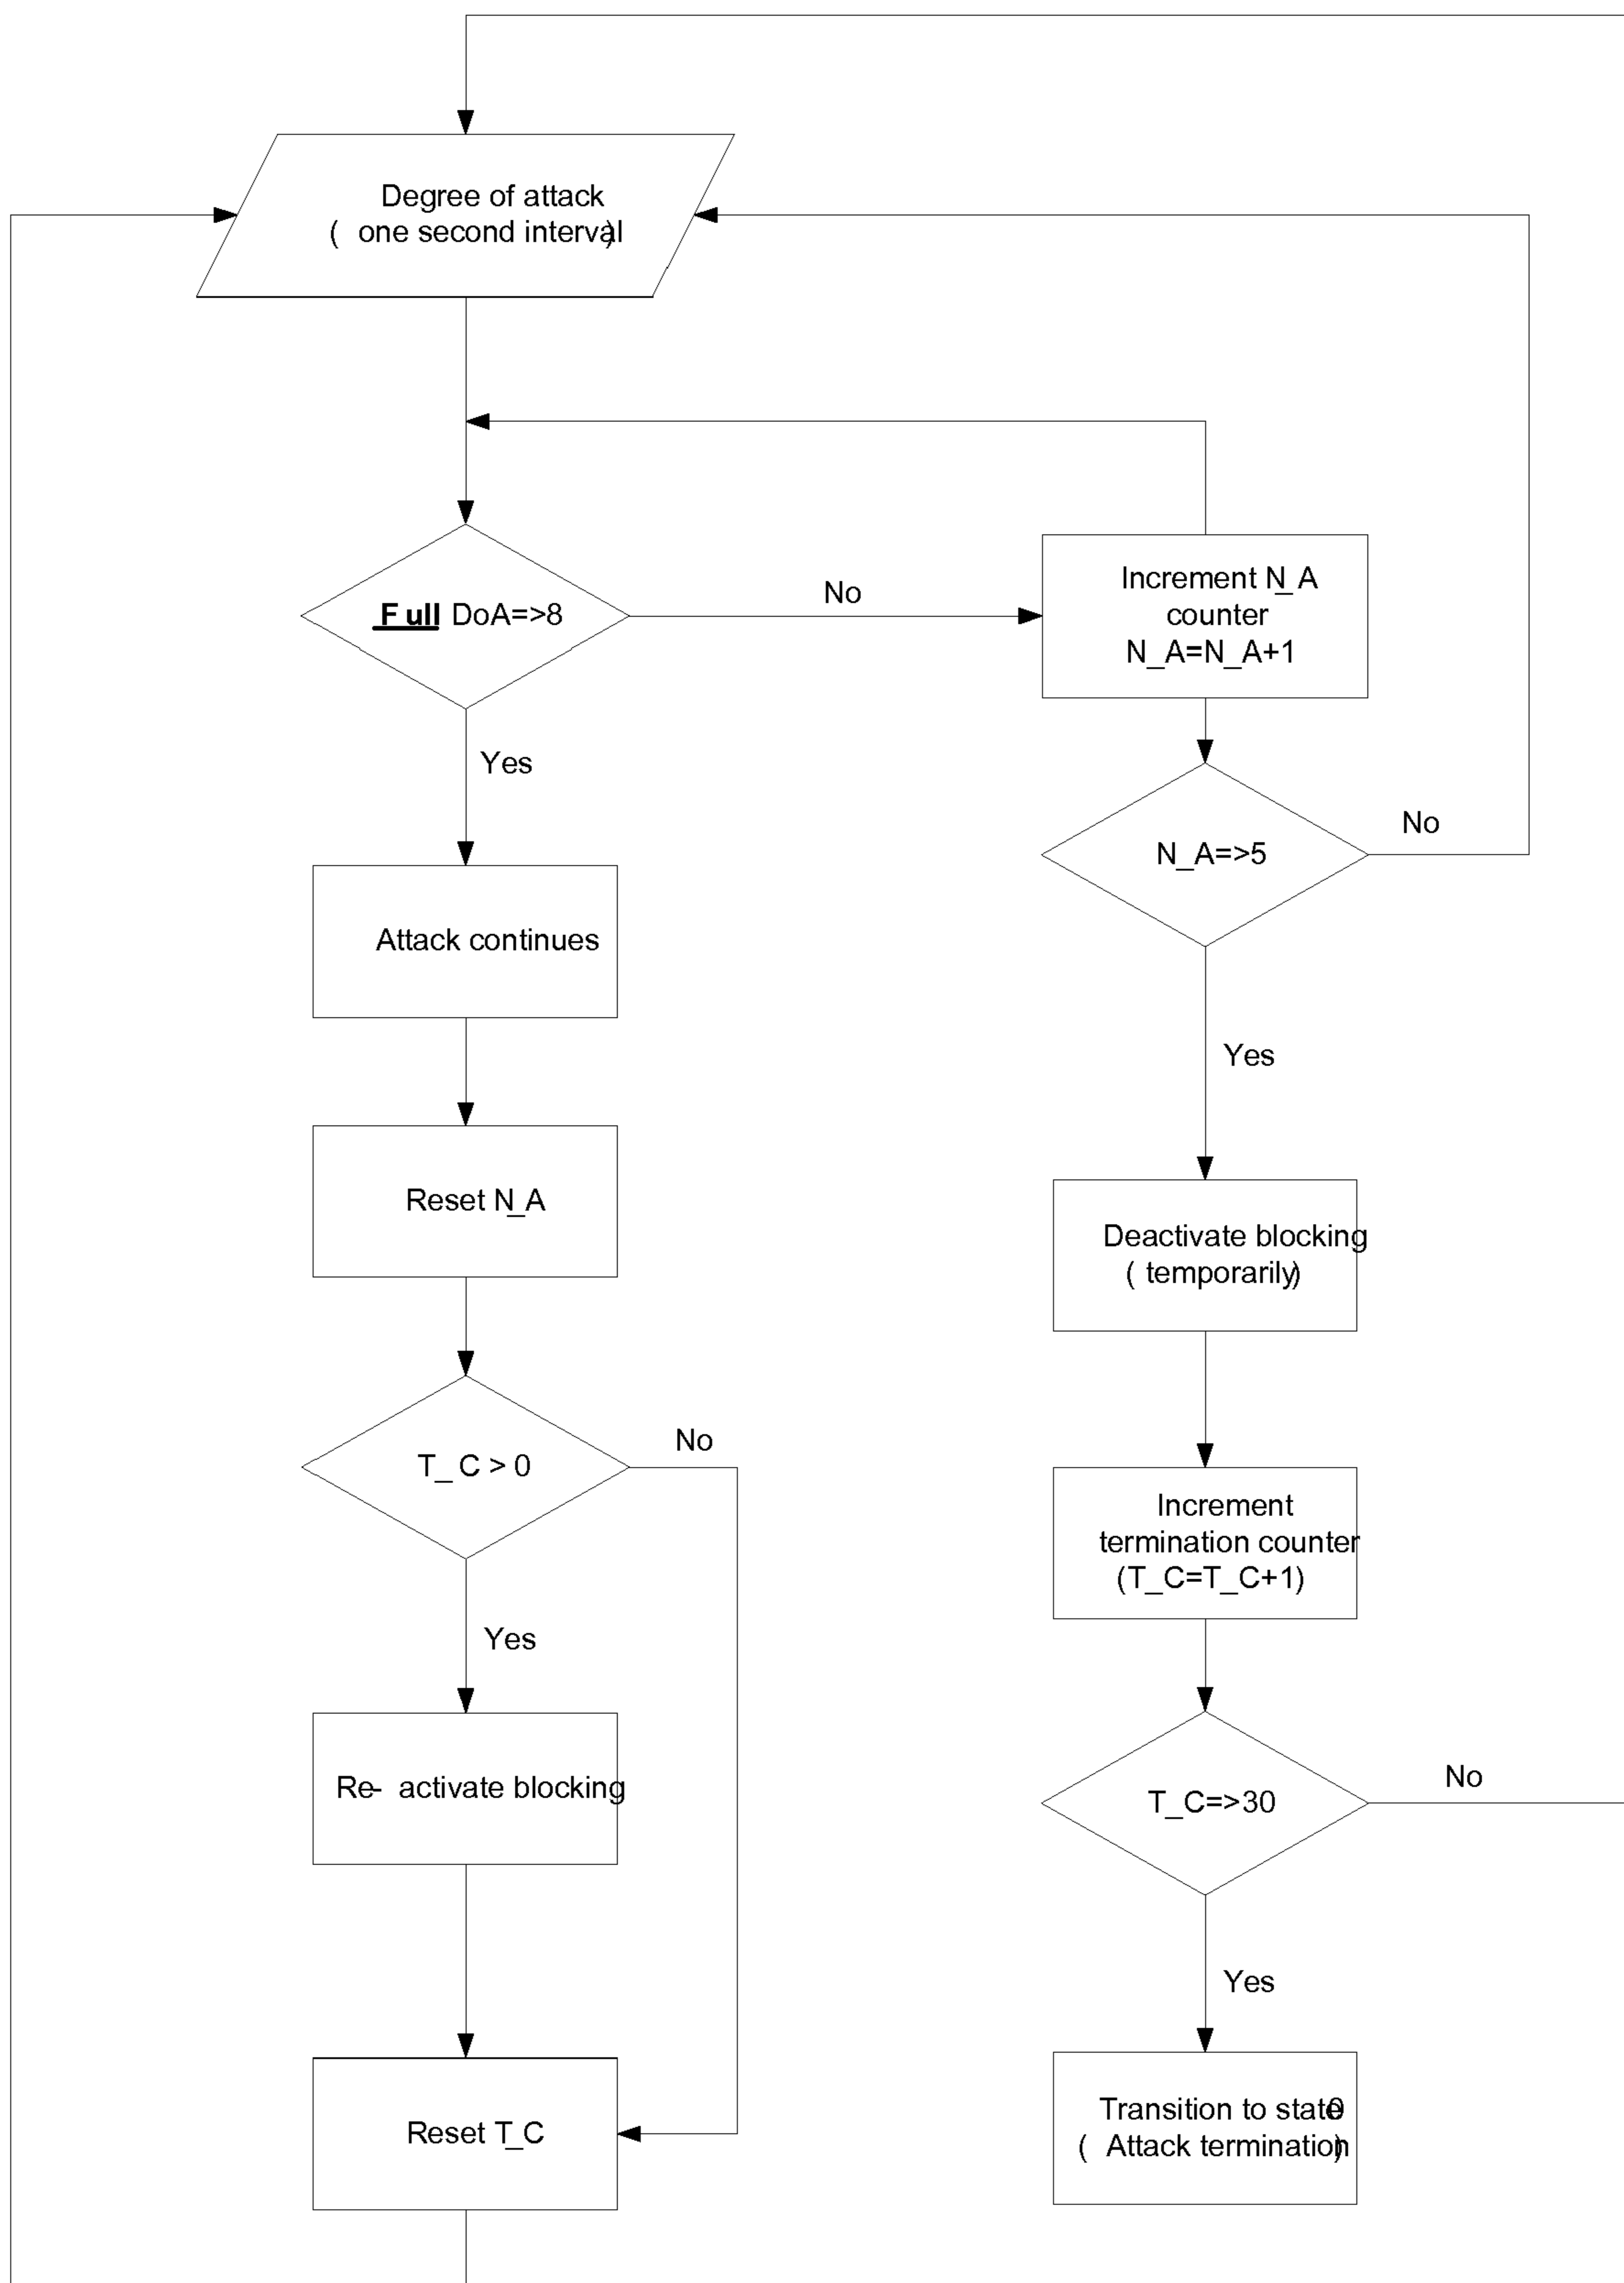 Degree of attack
( one second interval)
Full DoA=>8
No
Increment N_A
counter
N_A=N_A+1
Yes
N_A=>5
No
Attack continues
Yes
Reset N_A
Deactivate blocking
( temporarily)
T_C > 0
No
Increment
termination counter
(T_C=T_C+1)
Yes
Re- activate blocking
T_C=>30
No
Yes
Reset T_C
Transition to state0
( Attack termination)